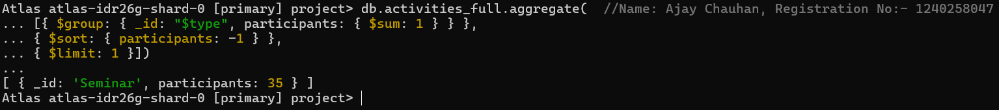 Atlas atlas-idr26g-shard-0 [primary] project> db.activities_full.aggregate(  //Name: Ajay Chauhan, Registration No:- 1240258047
... [{ $group: { _id: "$type", participants: { $sum: 1 } } },
... { $sort: { participants: -1 } },
... { $limit: 1 }])
...
[ { _id: 'Seminar', participants: 35 } ]
Atlas atlas-idr26g-shard-0 [primary] project>